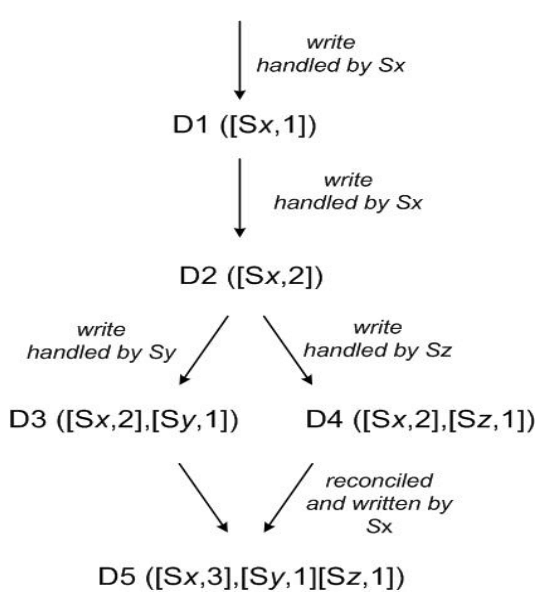 write
handled by Sx
D1 ([Sx,1])
write
handled by Sx
D2 ([Sx,2])
write
handled by Sy
write
handled by Sz
D3 ([Sx,2],[Sy,1])
D4 ([Sx,2],[Sz,1])
reconciled
and written by
Sx
D5 ([Sx,3],[Sy,1][Sz,1])